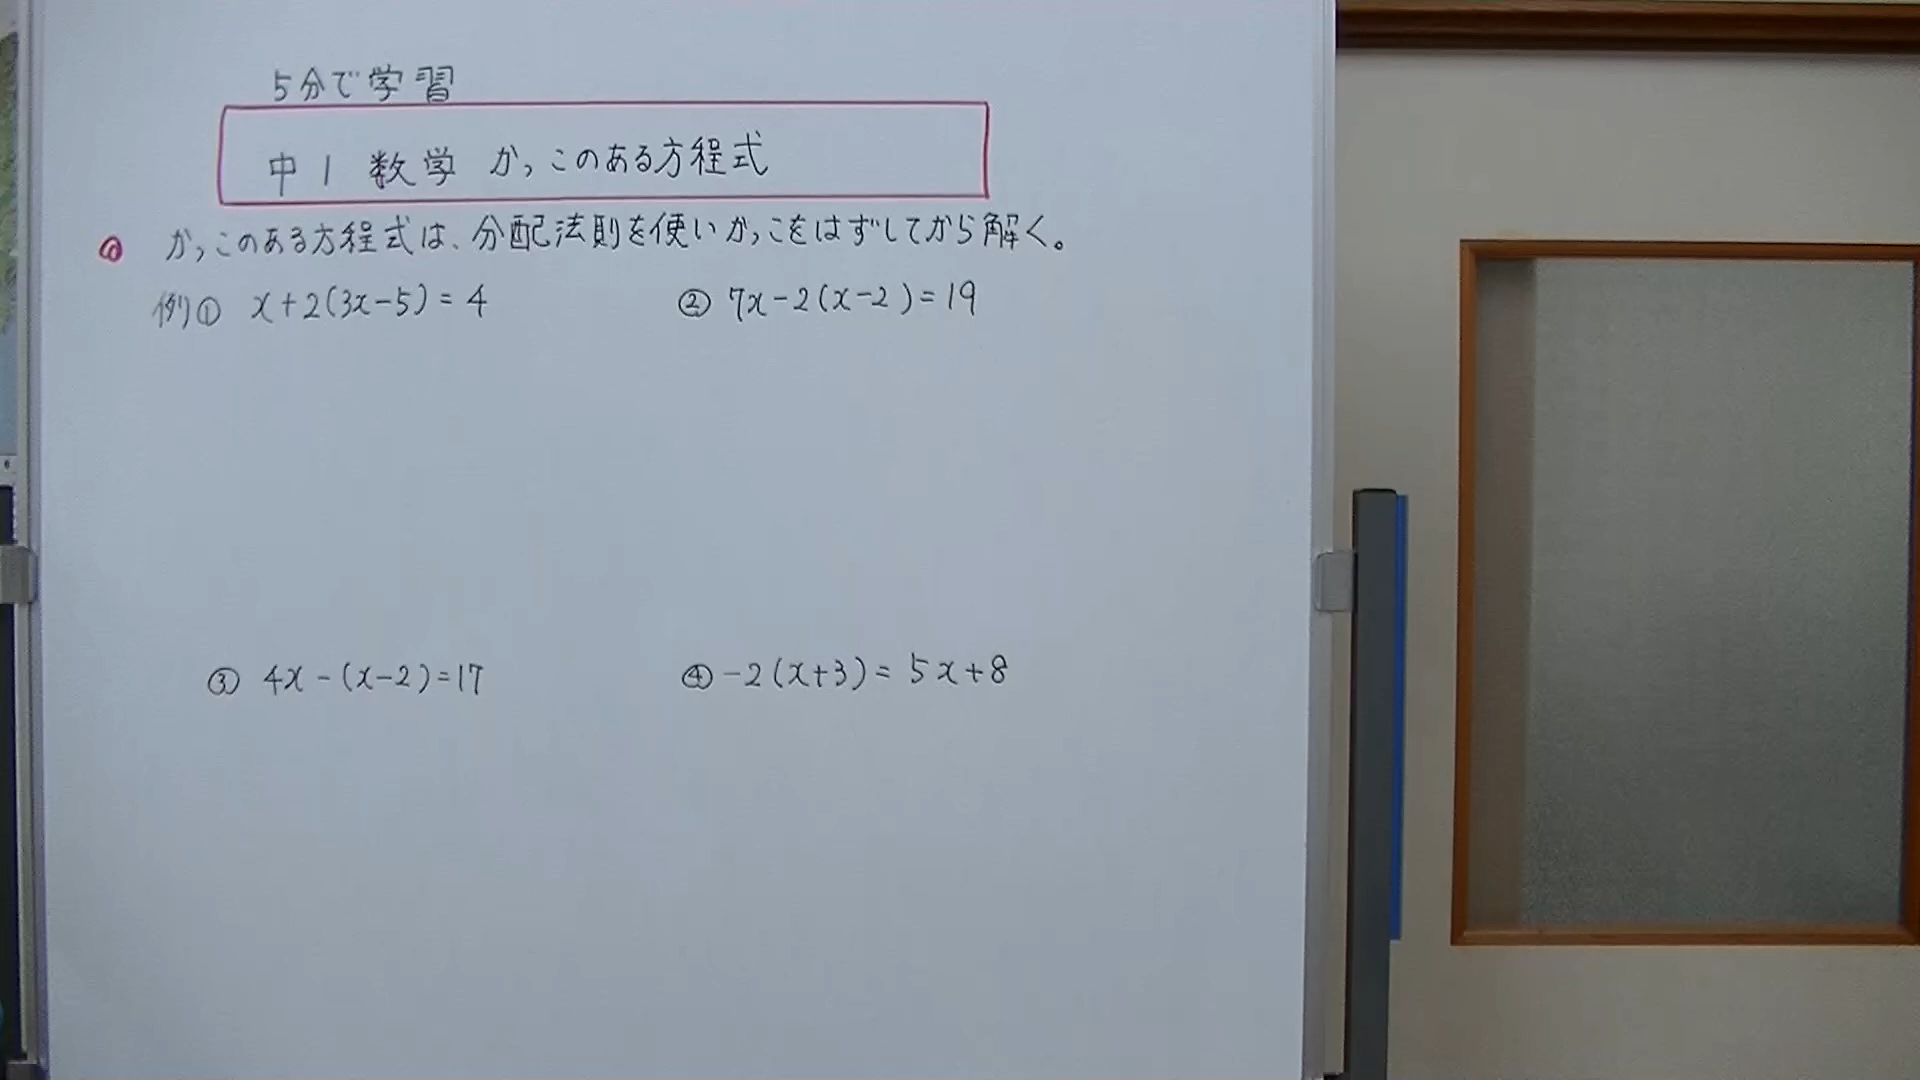 5分で学習
中1 数学 かっこのある方程式
かっこのある方程式は、分配法則を使いかっこをはずしてから解く。
例① x+2(3x-5)=4
② 7x-2(x-2)=19
③ 4x-(x-2)=17
④ -2(x+3)=5x+8